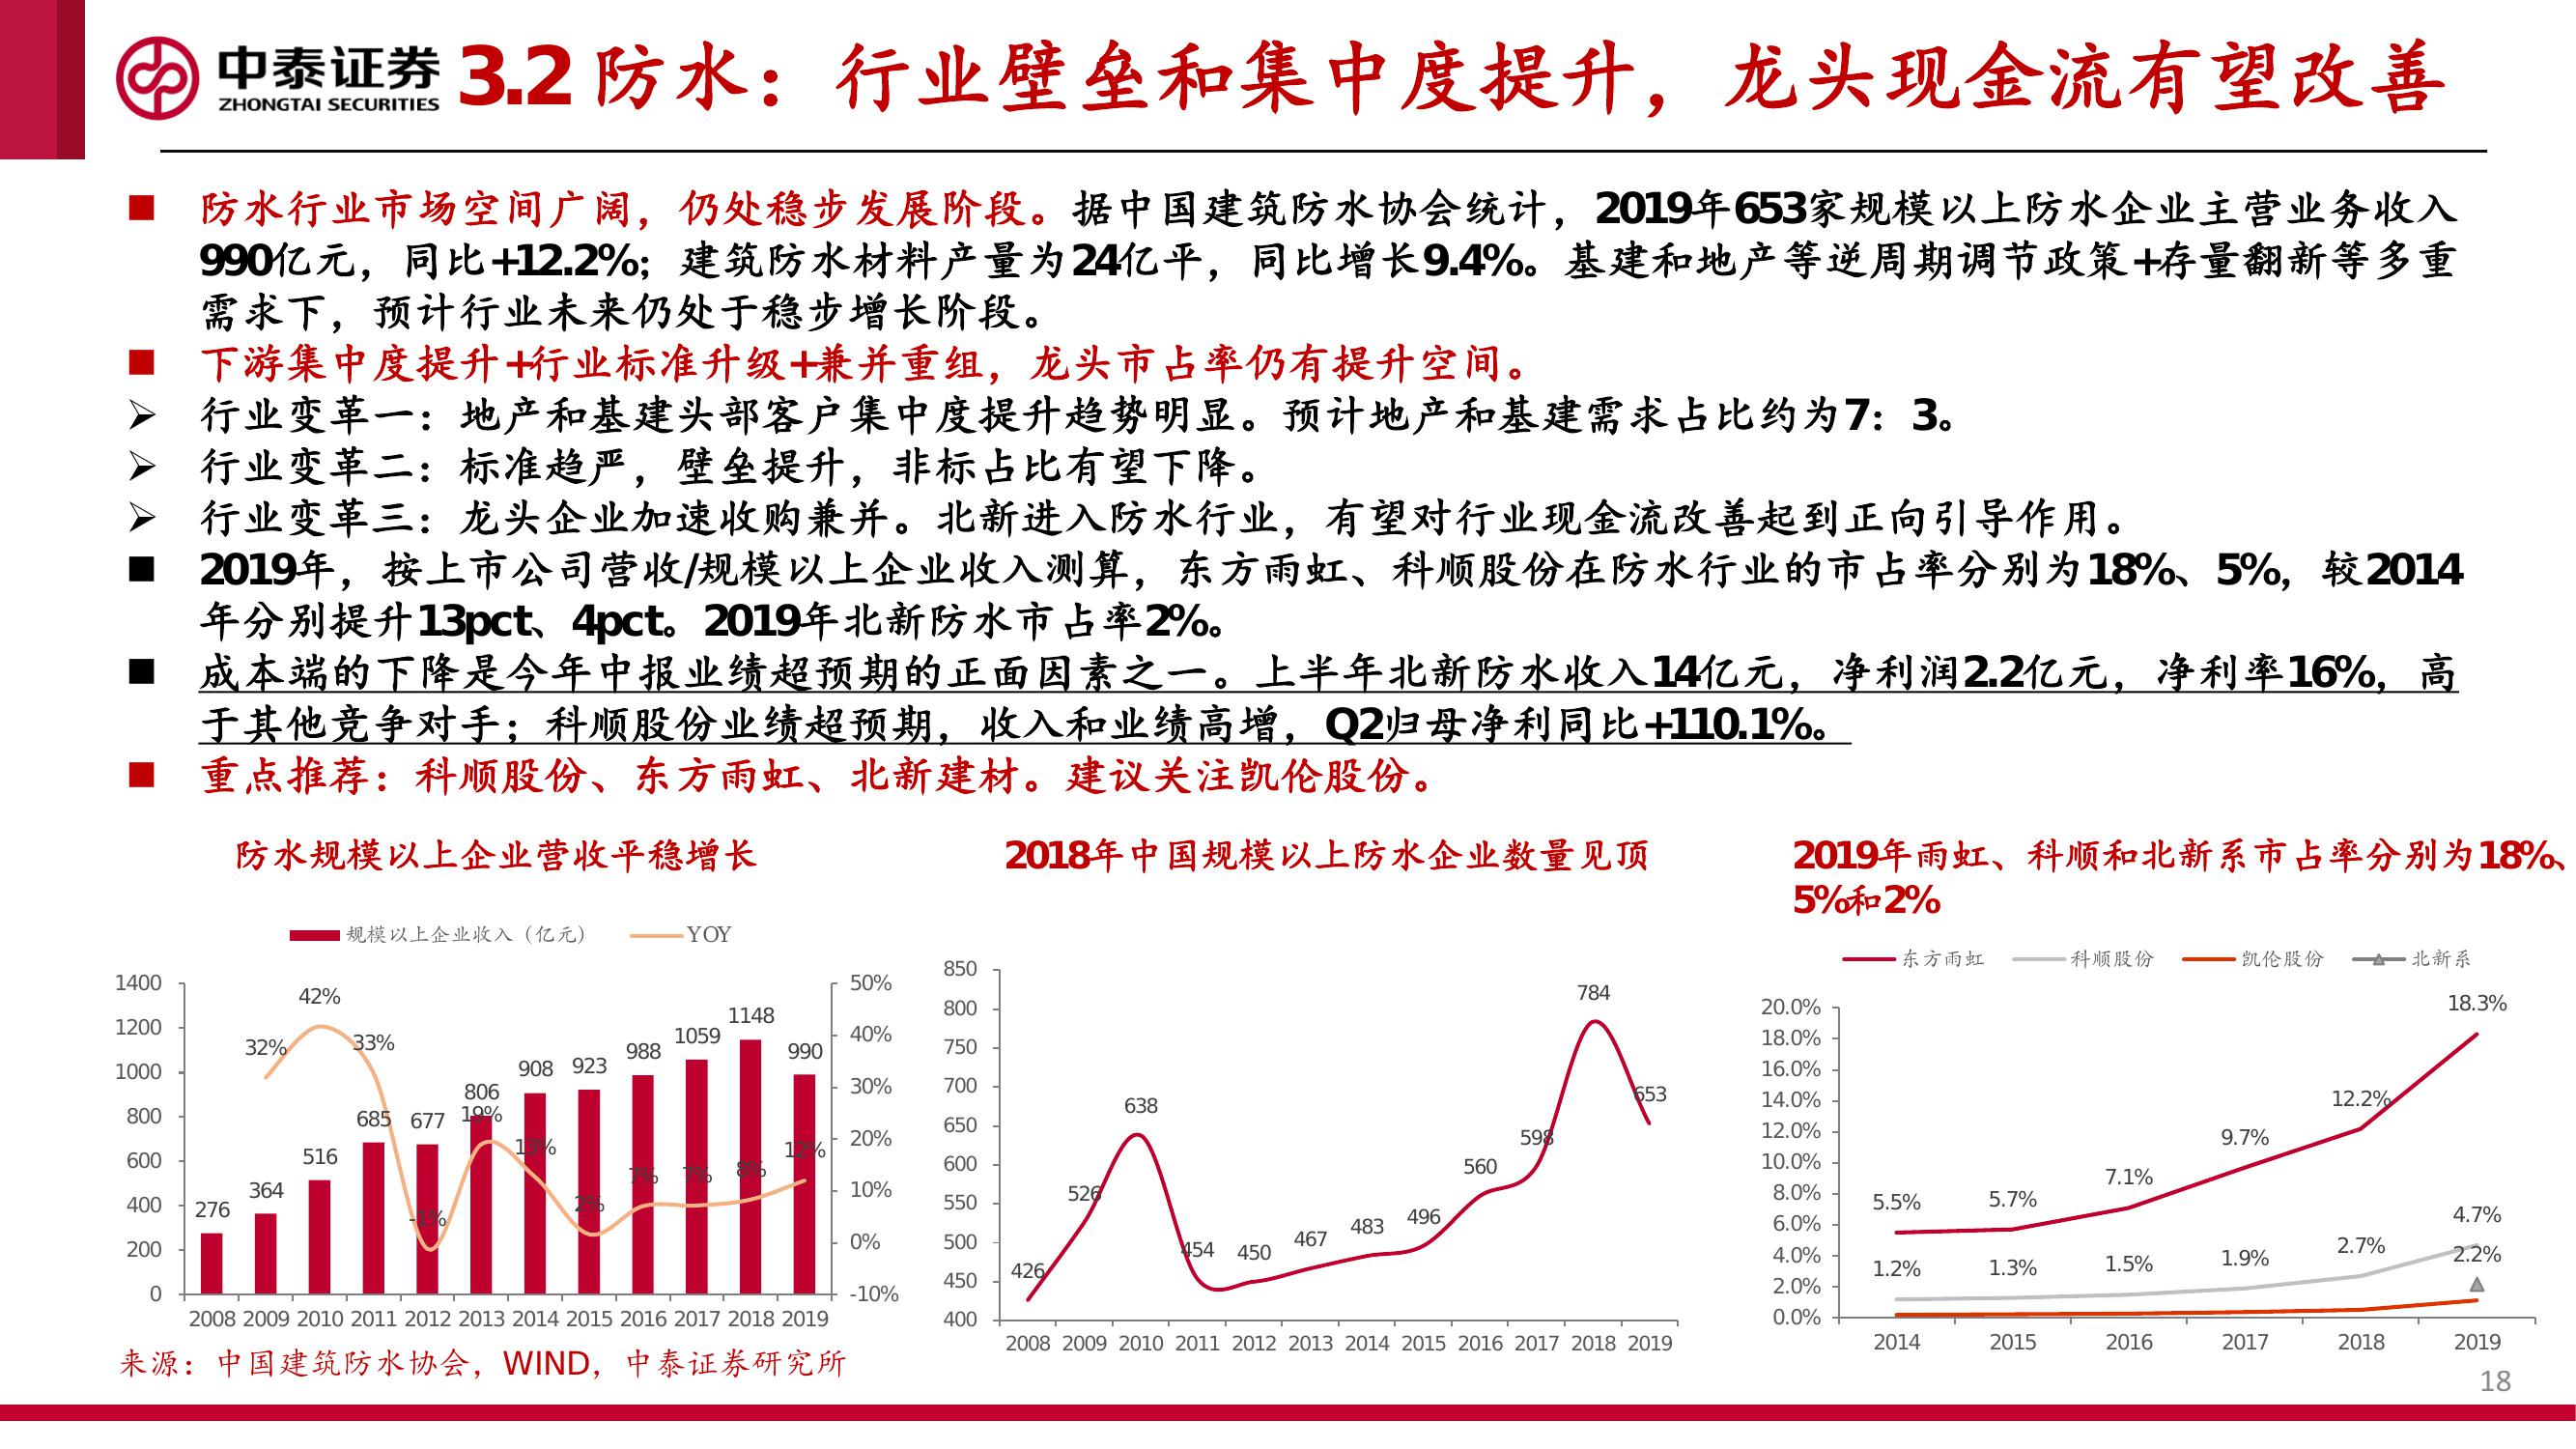 中泰证券
ZHONGTAI SECURITIES
3.2 防水：行业壁垒和集中度提升，龙头现金流有望改善
■ 防水行业市场空间广阔，仍处稳步发展阶段。据中国建筑防水协会统计，2019年653家规模以上防水企业主营业务收入
990亿元，同比+12.2%；建筑防水材料产量为24亿平，同比增长9.4%。基建和地产等逆周期调节政策+存量翻新等多重
需求下，预计行业未来仍处于稳步增长阶段。
■ 下游集中度提升+行业标准升级+兼并重组，龙头市占率仍有提升空间。
➢ 行业变革一：地产和基建头部客户集中度提升趋势明显。预计地产和基建需求占比约为7：3。
➢ 行业变革二：标准趋严，壁垒提升，非标占比有望下降。
➢ 行业变革三：龙头企业加速收购兼并。北新进入防水行业，有望对行业现金流改善起到正向引导作用。
■ 2019年，按上市公司营收/规模以上企业收入测算，东方雨虹、科顺股份在防水行业的市占率分别为18%、5%，较2014
年分别提升13pct、4pct。2019年北新防水市占率2%。
■ 成本端的下降是今年中报业绩超预期的正面因素之一。上半年北新防水收入14亿元，净利润2.2亿元，净利率16%，高
于其他竞争对手；科顺股份业绩超预期，收入和业绩高增，Q2归母净利同比+110.1%。
■ 重点推荐：科顺股份、东方雨虹、北新建材。建议关注凯伦股份。
防水规模以上企业营收平稳增长
规模以上企业收入（亿元） YOY
1400
1200
1000
800
600
400
200
0
50%
40%
30%
20%
10%
0%
-10%
276 364 516 685 677 806 908 923 988 1059 1148 990
32% 42% 33% -1% 19% 13% 2% 7% 7% 8% 12%
2008 2009 2010 2011 2012 2013 2014 2015 2016 2017 2018 2019
2018年中国规模以上防水企业数量见顶
850
800
750
700
650
600
550
500
450
400
426 526 638 454 450 467 483 496 560 598 784 653
2008 2009 2010 2011 2012 2013 2014 2015 2016 2017 2018 2019
2019年雨虹、科顺和北新系市占率分别为18%、
5%和2%
东方雨虹 科顺股份 凯伦股份 北新系
20.0%
18.0%
16.0%
14.0%
12.0%
10.0%
8.0%
6.0%
4.0%
2.0%
0.0%
5.5% 5.7% 7.1% 9.7% 12.2% 18.3%
1.2% 1.3% 1.5% 1.9% 2.7% 4.7%
2.2%
2014 2015 2016 2017 2018 2019
来源：中国建筑防水协会，WIND，中泰证券研究所
18